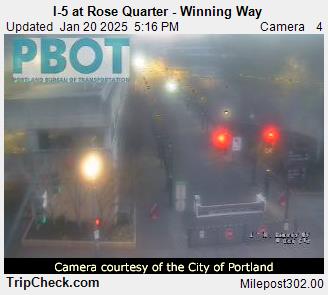 I-5 at Rose Quarter - Winning Way
Updated Jan 20 2025 5:16 PM Camera 4
PBOT
PORTLAND BUREAU OF TRANSPORTATION
Camera courtesy of the City of Portland
TripCheck.com Milepost302.00